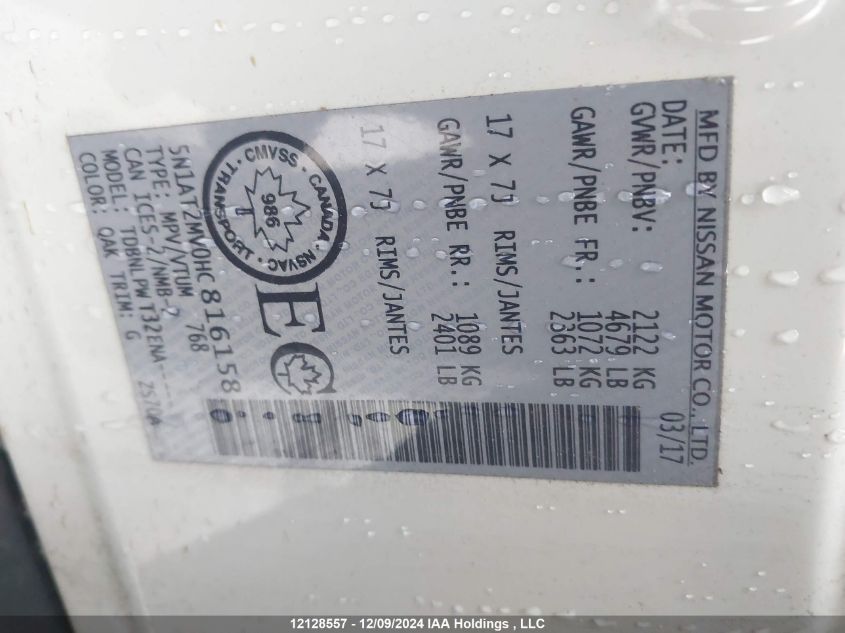 MFD BY NISSAN MOTOR CO., LTD.
DATE: 03/17
GVWR/PNBV: 2122 KG
4679 LB
GAWR/PNBE FR.: 1072 KG
2363 LB
17 X 7J RIMS/JANTES
GAWR/PNBE RR.: 1089 KG
2401 LB
17 X 7J RIMS/JANTES
CMVSS · CANADA · NSVAC · TRANSPORT
986
EC
5N1AT2MV0HC816158
TYPE: MPV/VTUM 768
CAN ICES-2/NMB-2
MODEL: TDBNLPW T32ENA----
COLOR: QAK TRIM: G
12128557 - 12/09/2024 IAA Holdings , LLC